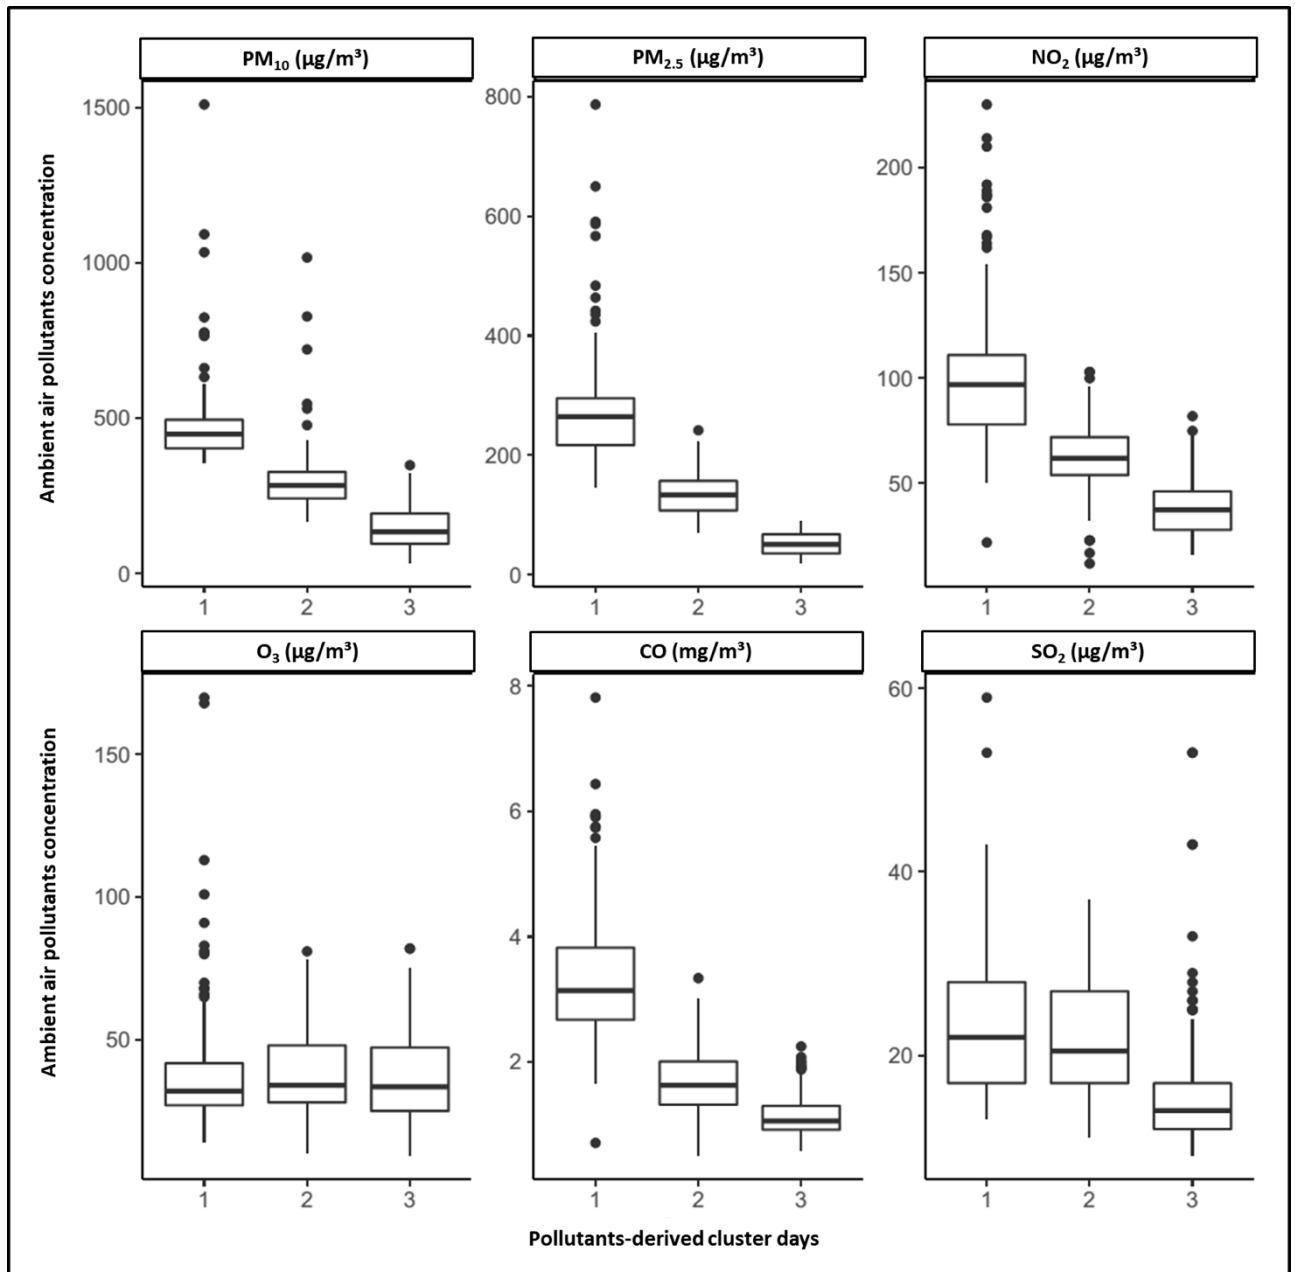 PM₁₀ (µg/m³)
PM₂.₅ (µg/m³)
NO₂ (µg/m³)
Ambient air pollutants concentration
1500
1000
500
0
1 2 3
800
600
400
200
0
1 2 3
200
150
100
50
1 2 3
O₃ (µg/m³)
CO (mg/m³)
SO₂ (µg/m³)
Ambient air pollutants concentration
150
100
50
1 2 3
8
6
4
2
1 2 3
60
40
20
1 2 3
Pollutants-derived cluster days